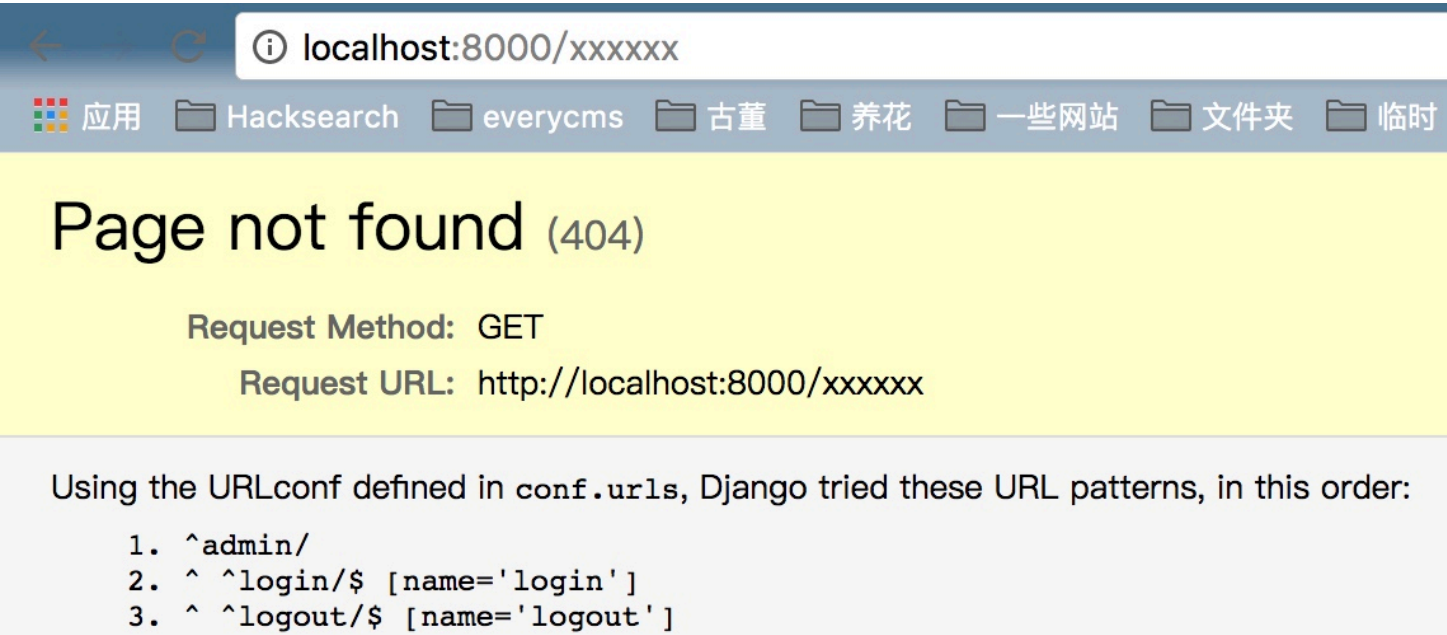 localhost:8000/xxxxxx
应用 Hacksearch everycms 古董 养花 一些网站 文件夹 临时
Page not found (404)
Request Method: GET
Request URL: http://localhost:8000/xxxxxx
Using the URLconf defined in conf.urls, Django tried these URL patterns, in this order:
1. ^admin/
2. ^ ^login/$ [name='login']
3. ^ ^logout/$ [name='logout']